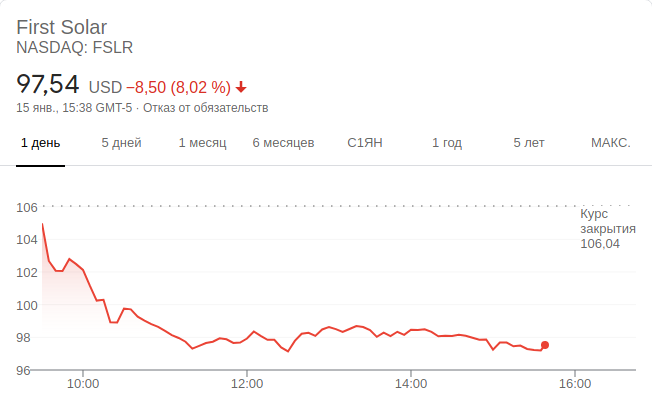 First Solar
NASDAQ: FSLR
97,54 USD −8,50 (8,02 %)
15 янв., 15:38 GMT-5 · Отказ от обязательств
1 день 5 дней 1 месяц 6 месяцев С1ЯН 1 год 5 лет МАКС.
106
Курс
закрытия
106,04
104
102
100
98
96
10:00 12:00 14:00 16:00